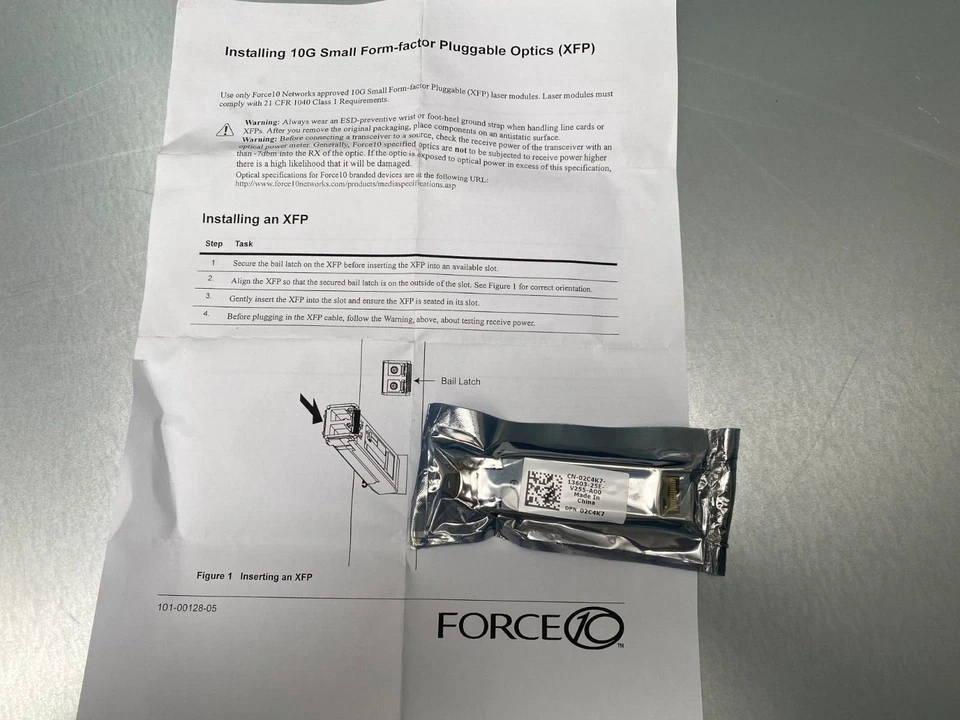 Installing 10G Small Form-factor Pluggable Optics (XFP)
Use only Force10 Networks approved 10G Small Form-factor Pluggable (XFP) laser modules. Laser modules must
comply with 21 CFR 1040 Class 1 Requirements.
Warning: Always wear an ESD-preventive wrist or foot-heel ground strap when handling line cards or
XFPs. After you remove the original packaging, place components on an antistatic surface.
Warning: Before connecting a transceiver to a source, check the receive power of the transceiver with an
optical power meter. Generally, Force10 specified optics are not to be subjected to receive power higher
than -7dbm into the RX of the optic. If the optic is exposed to optical power in excess of this specification,
there is a high likelihood that it will be damaged.
Optical specifications for Force10 branded devices are at the following URL:
http://www.force10networks.com/products/mediaspecifications.asp
Installing an XFP
Step Task
1 Secure the bail latch on the XFP before inserting the XFP into an available slot.
2. Align the XFP so that the secured bail latch is on the outside of the slot. See Figure 1 for correct orientation.
3. Gently insert the XFP into the slot and ensure the XFP is seated in its slot.
4. Before plugging in the XFP cable, follow the Warning, above, about testing receive power.
Bail Latch
CN-02C4K7-
13603-25E-
V255-A00
Made In
China
DPN 02C4K7
Figure 1 Inserting an XFP
101-00128-05
FORCE10 TM